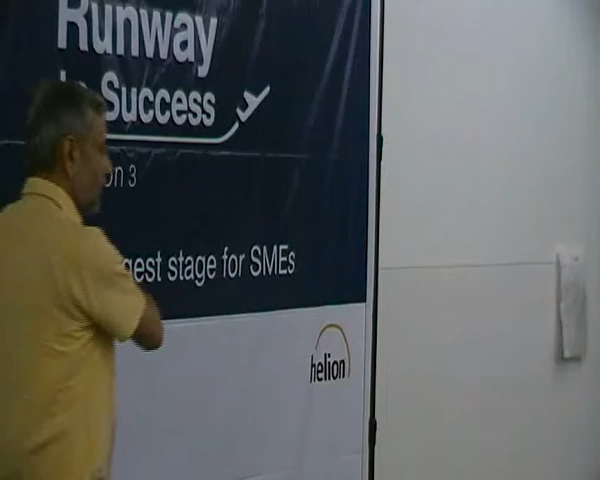 Runway
Success
on 3
gest stage for SMEs
helion